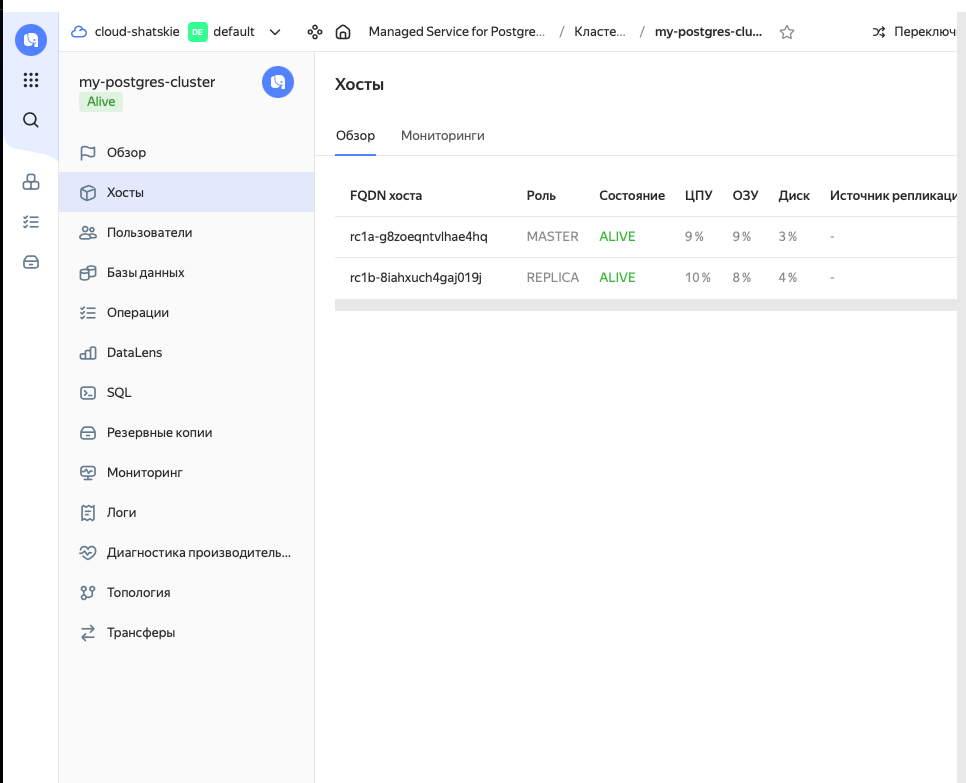 cloud-shatskie DE default Managed Service for Postgre... / Класте... / my-postgres-clu... Переключ
my-postgres-cluster
Alive
Обзор
Хосты
Пользователи
Базы данных
Операции
DataLens
SQL
Резервные копии
Мониторинг
Логи
Диагностика производитель...
Топология
Трансферы
Хосты
Обзор Мониторинги
FQDN хоста Роль Состояние ЦПУ ОЗУ Диск Источник репликаци
rc1a-g8zoeqntvlhae4hq MASTER ALIVE 9 % 9 % 3 % -
rc1b-8iahxuch4gaj019j REPLICA ALIVE 10 % 8 % 4 % -